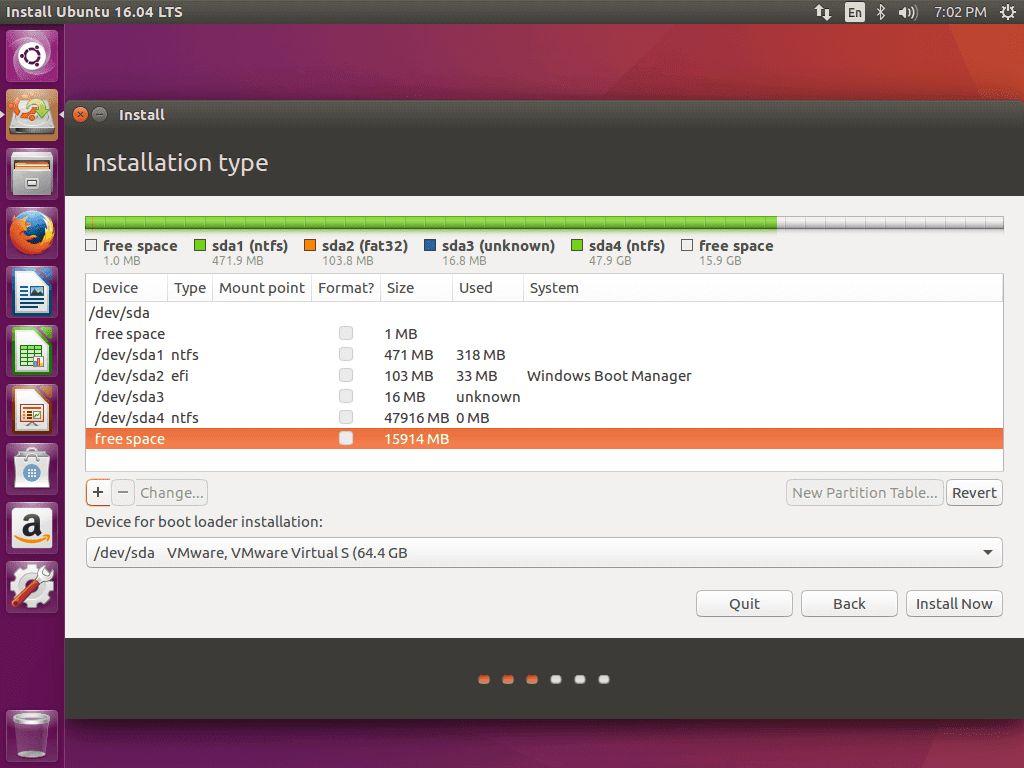 Install Ubuntu 16.04 LTS En 7:02 PM
Install
Installation type
free space sda1 (ntfs) sda2 (fat32) sda3 (unknown) sda4 (ntfs) free space
1.0 MB 471.9 MB 103.8 MB 16.8 MB 47.9 GB 15.9 GB
Device Type Mount point Format? Size Used System
/dev/sda
free space 1 MB
/dev/sda1 ntfs 471 MB 318 MB
/dev/sda2 efi 103 MB 33 MB Windows Boot Manager
/dev/sda3 16 MB unknown
/dev/sda4 ntfs 47916 MB 0 MB
free space 15914 MB
+ − Change... New Partition Table... Revert
Device for boot loader installation:
/dev/sda VMware, VMware Virtual S (64.4 GB
Quit Back Install Now
a